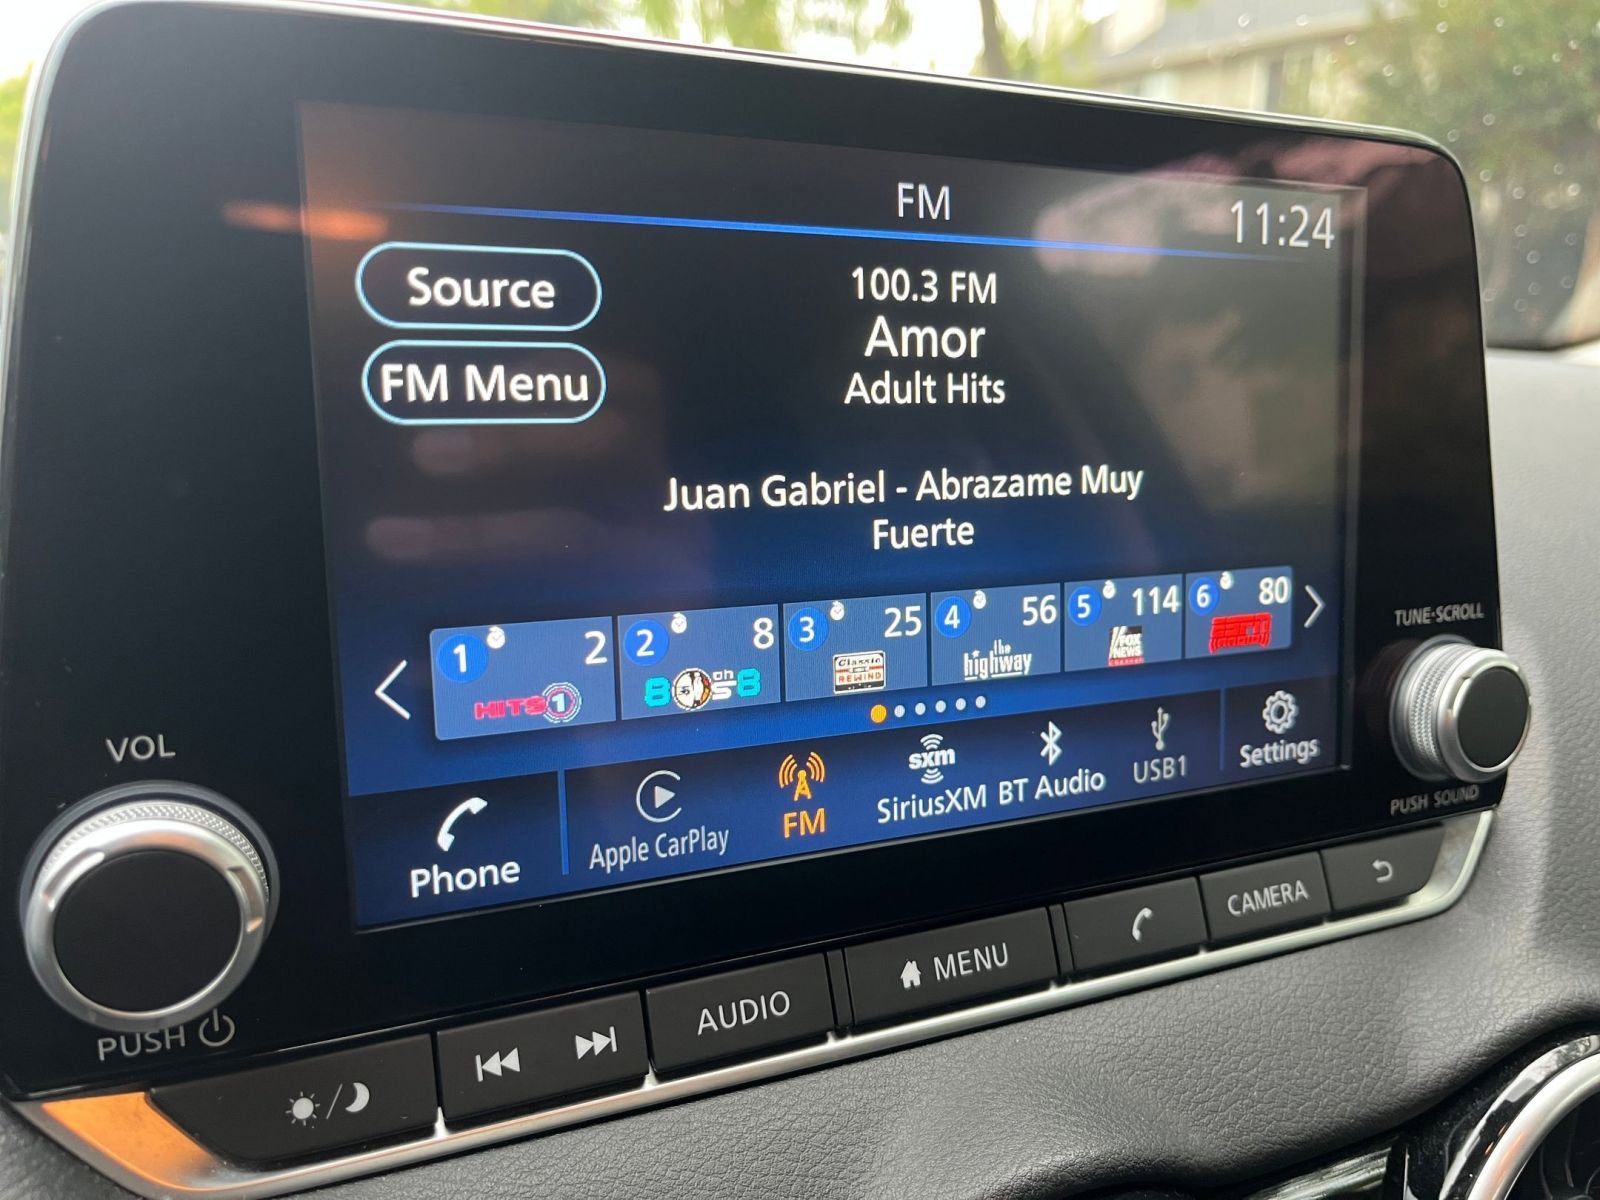 FM
11:24
Source
100.3 FM
Amor
FM Menu
Adult Hits
Juan Gabriel - Abrazame Muy
Fuerte
1 2
HITS 1
2 8
80s on 8
3 25
Classic
REWIND
4 56
the
highway
5 114
FOX
NEWS
channel
6 80
TUNE·SCROLL
PUSH SOUND
VOL
PUSH
Phone
Apple CarPlay
FM
sxm
SiriusXM
BT Audio
USB1
Settings
AUDIO
MENU
CAMERA